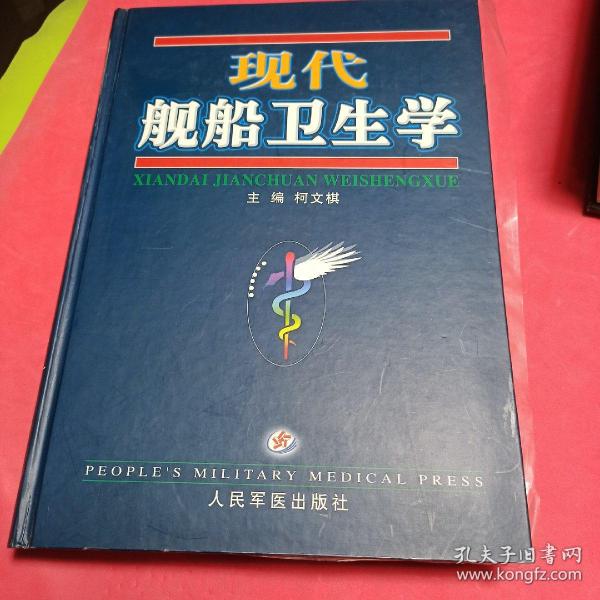 现代
舰船卫生学
XIANDAI JIANCHUAN WEISHENGXUE
主 编 柯文棋
PEOPLE'S MILITARY MEDICAL PRESS
人民军医出版社
孔夫子旧书网
www.kongfz.com